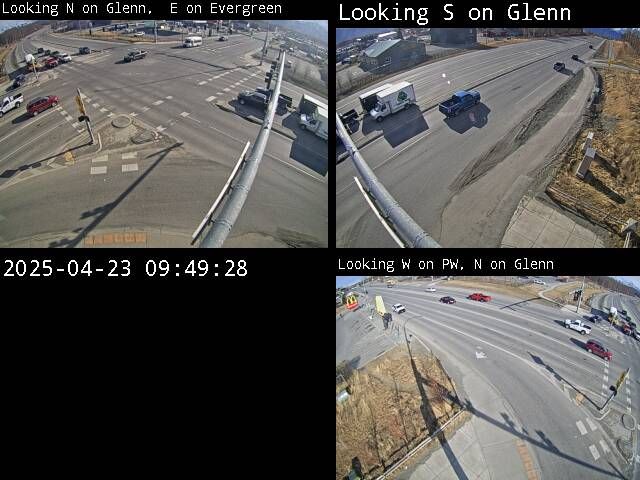 Looking N on Glenn,  E on Evergreen
Looking S on Glenn
2025-04-23 09:49:28
Looking W on PW, N on Glenn